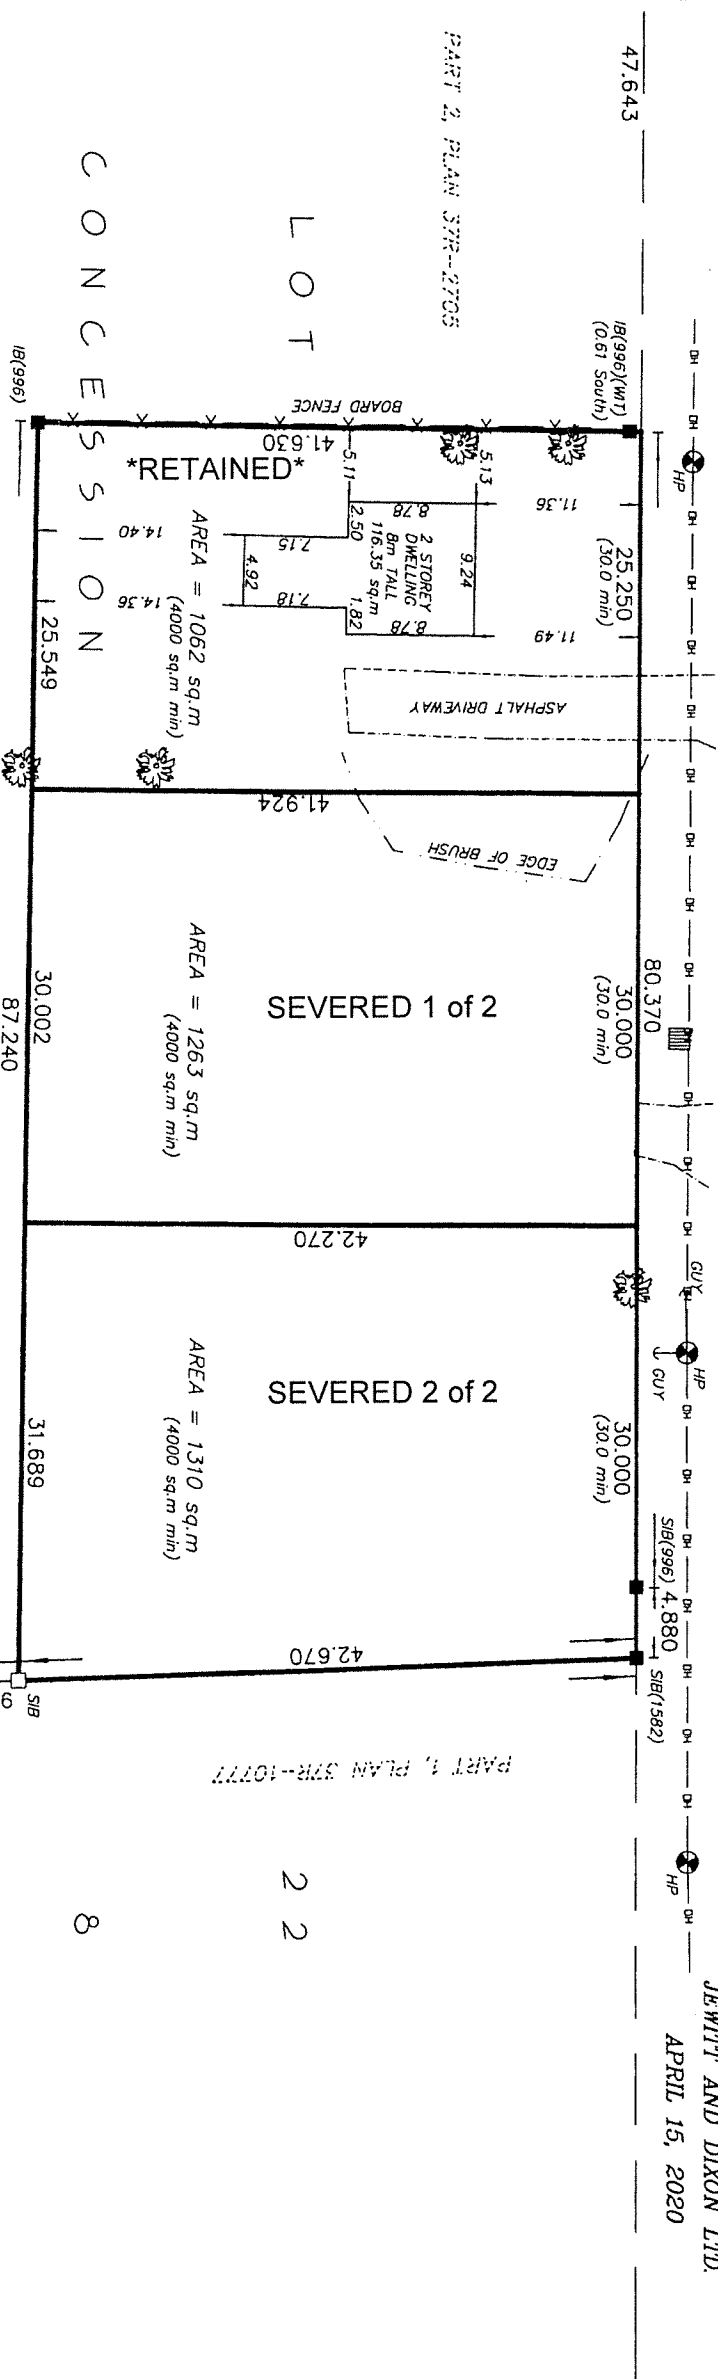 JEWITT AND DIXON LTD.
APRIL 15, 2020
47.643
IB(996)(WIT)
(0.61 South)
HP
25.250
(30.0 min)
80.370
30.000
(30.0 min)
GUY
HP
GUY
30.000
(30.0 min)
SIB(996)
4.880
SIB(1582)
HP
PART 2, PLAN 37R-2708
LOT
22
CONCESSION
8
BOARD FENCE
41.630
*RETAINED*
5.13
5.11
11.36
11.49
9.24
8.78
8.78
2 STOREY
DWELLING
8m TALL
116.35 sq.m
2.50
1.82
7.15
7.18
4.92
14.40
14.36
AREA = 1062 sq.m
(4000 sq.m min)
ASPHALT DRIVEWAY
EDGE OF BRUSH
41.924
SEVERED 1 of 2
AREA = 1263 sq.m
(4000 sq.m min)
42.270
SEVERED 2 of 2
AREA = 1310 sq.m
(4000 sq.m min)
42.670
PART 1, PLAN 37R-10777
IB(996)
25.549
30.002
87.240
31.689
SIB